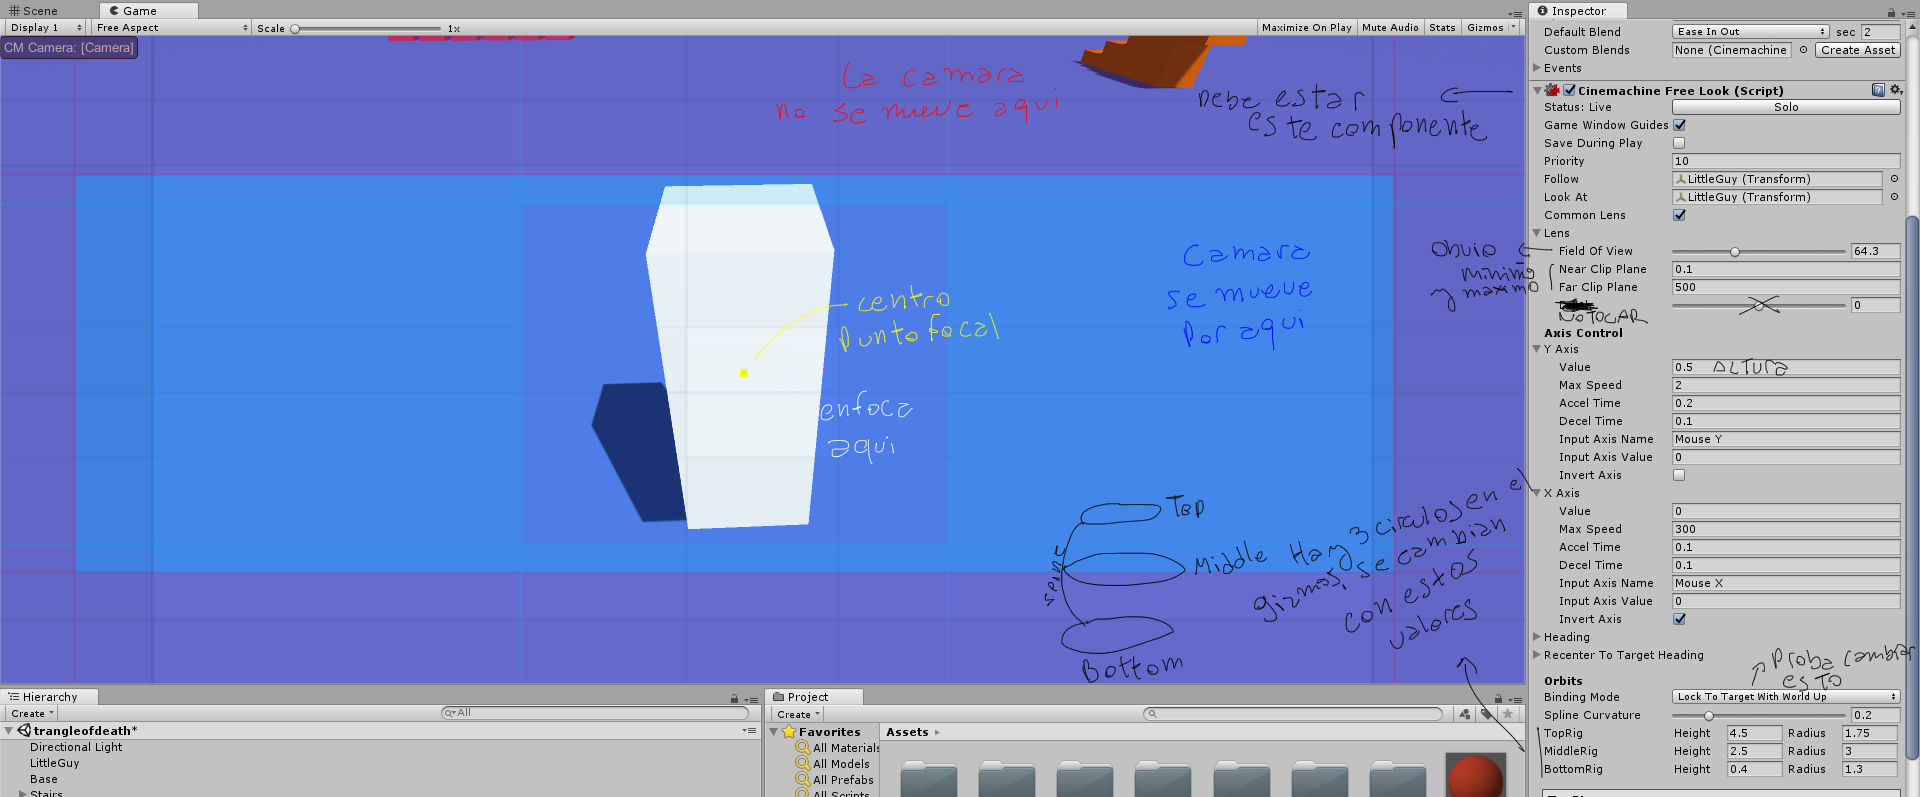 Scene
Game
Display 1
Free Aspect
Scale
1x
Maximize On Play
Mute Audio
Stats
Gizmos
CM Camera: [Camera]
La camara
no se mueve aqui
Debe estar
este componente
Camara
se mueve
por aqui
centro
punto focal
enfoca
aqui
Obvio
minimo
y maximo
NO TOCAR
ALTURA
Top
Middle
Bottom
spline
Hay 3 circulos en el
gizmos, se cambian
con estos
valores
Proba cambiar
esto
Inspector
Default Blend Ease In Out sec 2
Custom Blends None (Cinemachine Create Asset
Events
Cinemachine Free Look (Script)
Status: Live Solo
Game Window Guides
Save During Play
Priority 10
Follow LittleGuy (Transform)
Look At LittleGuy (Transform)
Common Lens
Lens
Field Of View 64.3
Near Clip Plane 0.1
Far Clip Plane 500
0
Axis Control
Y Axis
Value 0.5
Max Speed 2
Accel Time 0.2
Decel Time 0.1
Input Axis Name Mouse Y
Input Axis Value 0
Invert Axis
X Axis
Value 0
Max Speed 300
Accel Time 0.1
Decel Time 0.1
Input Axis Name Mouse X
Input Axis Value 0
Invert Axis
Heading
Recenter To Target Heading
Orbits
Binding Mode Lock To Target With World Up
Spline Curvature 0.2
TopRig Height 4.5 Radius 1.75
MiddleRig Height 2.5 Radius 3
BottomRig Height 0.4 Radius 1.3
Hierarchy
Create
All
trangleofdeath*
Directional Light
LittleGuy
Base
Stairs
Project
Create
Favorites
All Materials
All Models
All Prefabs
All Scripts
Assets